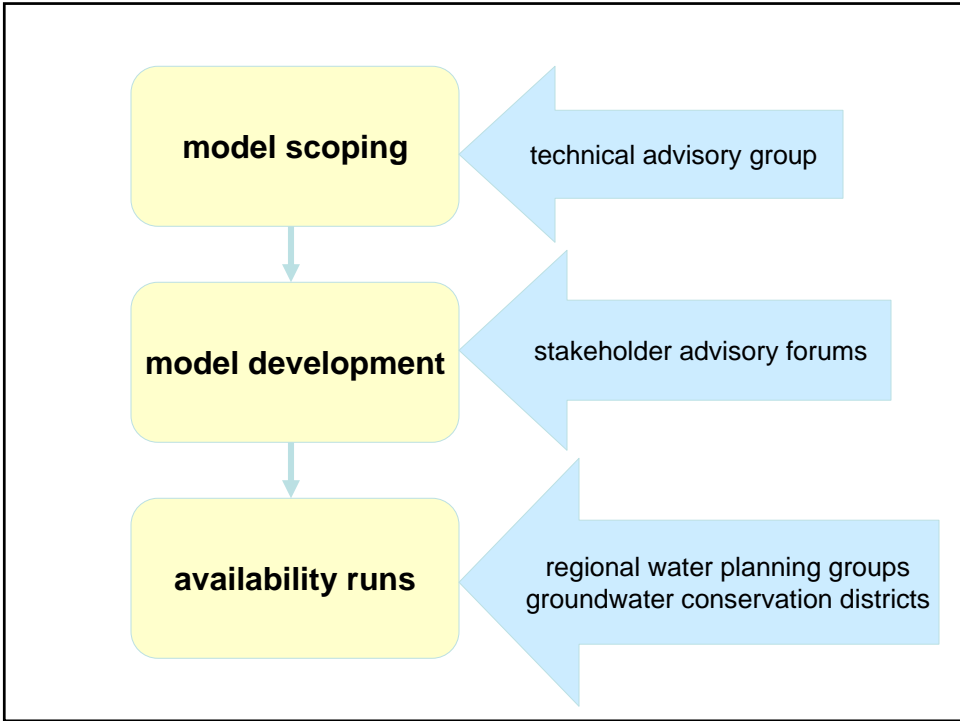 model scoping
technical advisory group
model development
stakeholder advisory forums
availability runs
regional water planning groups
groundwater conservation districts